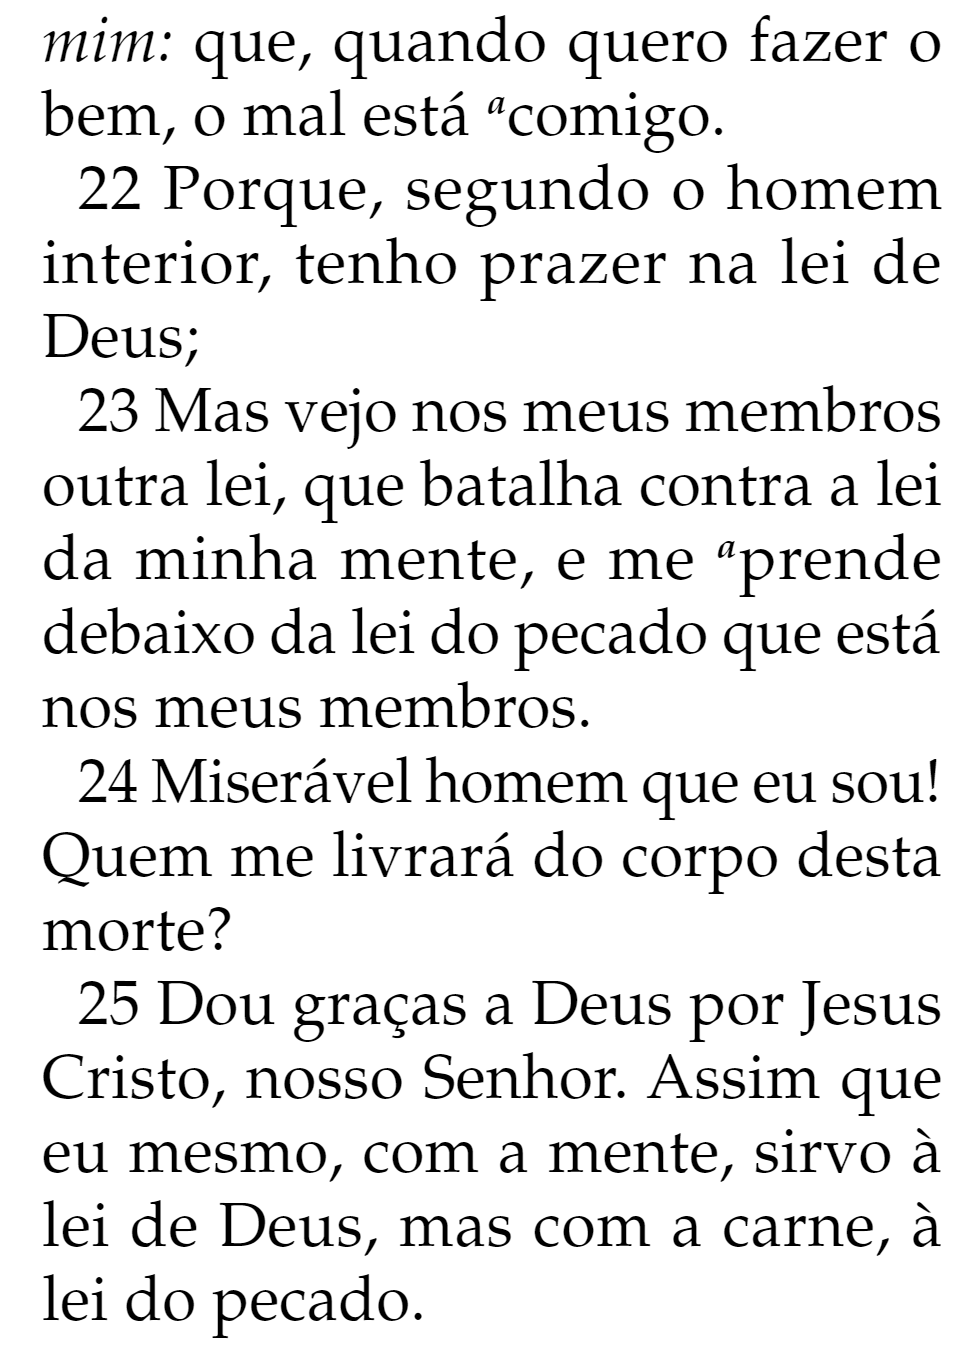 mim: que, quando quero fazer o
bem, o mal está ᵃcomigo.
22 Porque, segundo o homem
interior, tenho prazer na lei de
Deus;
23 Mas vejo nos meus membros
outra lei, que batalha contra a lei
da minha mente, e me ᵃprende
debaixo da lei do pecado que está
nos meus membros.
24 Miserável homem que eu sou!
Quem me livrará do corpo desta
morte?
25 Dou graças a Deus por Jesus
Cristo, nosso Senhor. Assim que
eu mesmo, com a mente, sirvo à
lei de Deus, mas com a carne, à
lei do pecado.